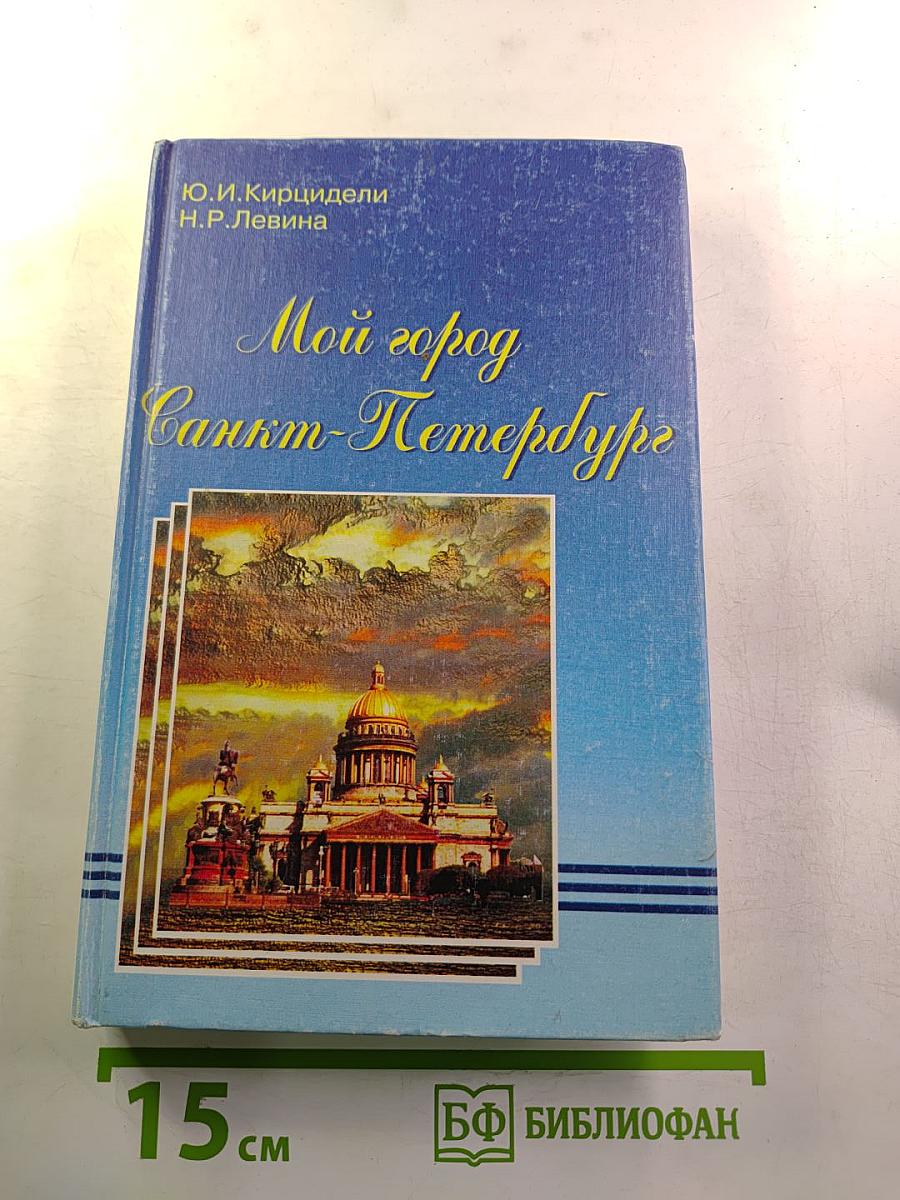 Ю.И.Кирцидели
Н.Р.Левина
Мой город
Санкт-Петербург
15 см
БФ БИБЛИОФАН